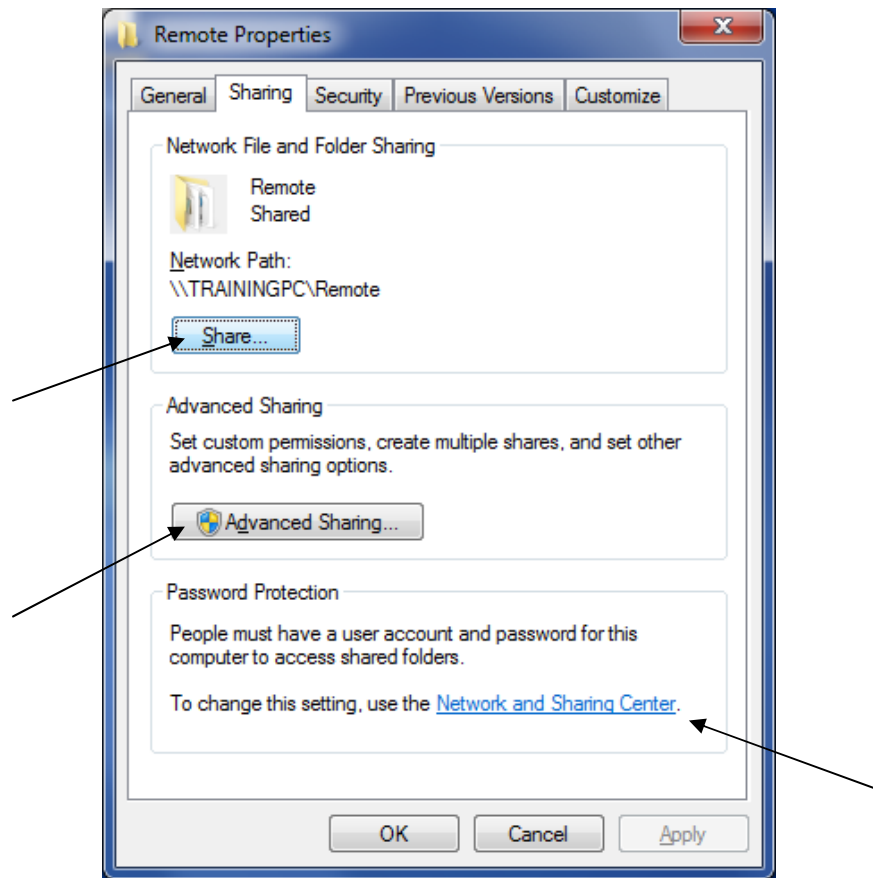 Remote Properties
X
General Sharing Security Previous Versions Customize
Network File and Folder Sharing
Remote
Shared
Network Path:
\\TRAININGPC\Remote
Share...
Advanced Sharing
Set custom permissions, create multiple shares, and set other
advanced sharing options.
Advanced Sharing...
Password Protection
People must have a user account and password for this
computer to access shared folders.
To change this setting, use the Network and Sharing Center.
OK Cancel Apply